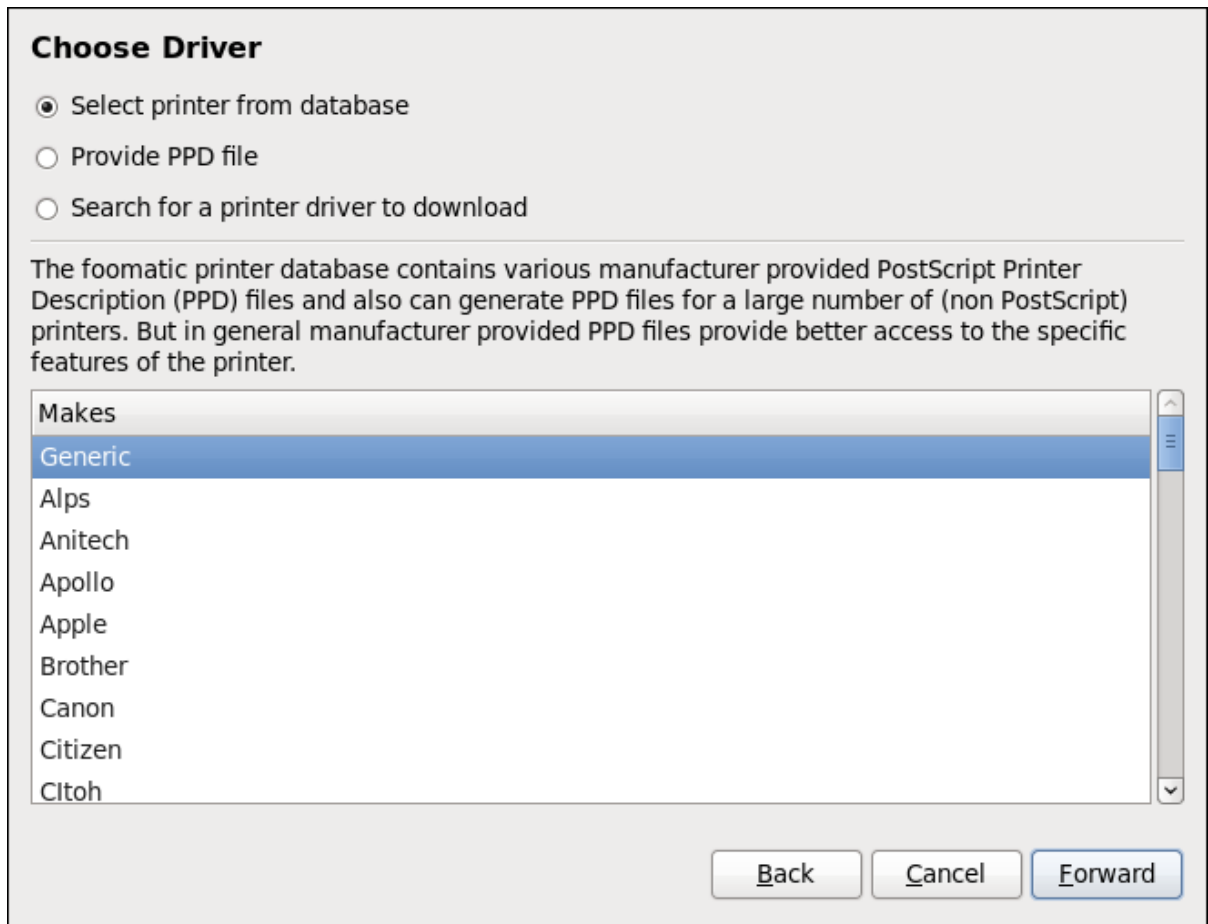 Choose Driver
Select printer from database
Provide PPD file
Search for a printer driver to download
The foomatic printer database contains various manufacturer provided PostScript Printer
Description (PPD) files and also can generate PPD files for a large number of (non PostScript)
printers. But in general manufacturer provided PPD files provide better access to the specific
features of the printer.
Makes
Generic
Alps
Anitech
Apollo
Apple
Brother
Canon
Citizen
CItoh
Back Cancel Forward